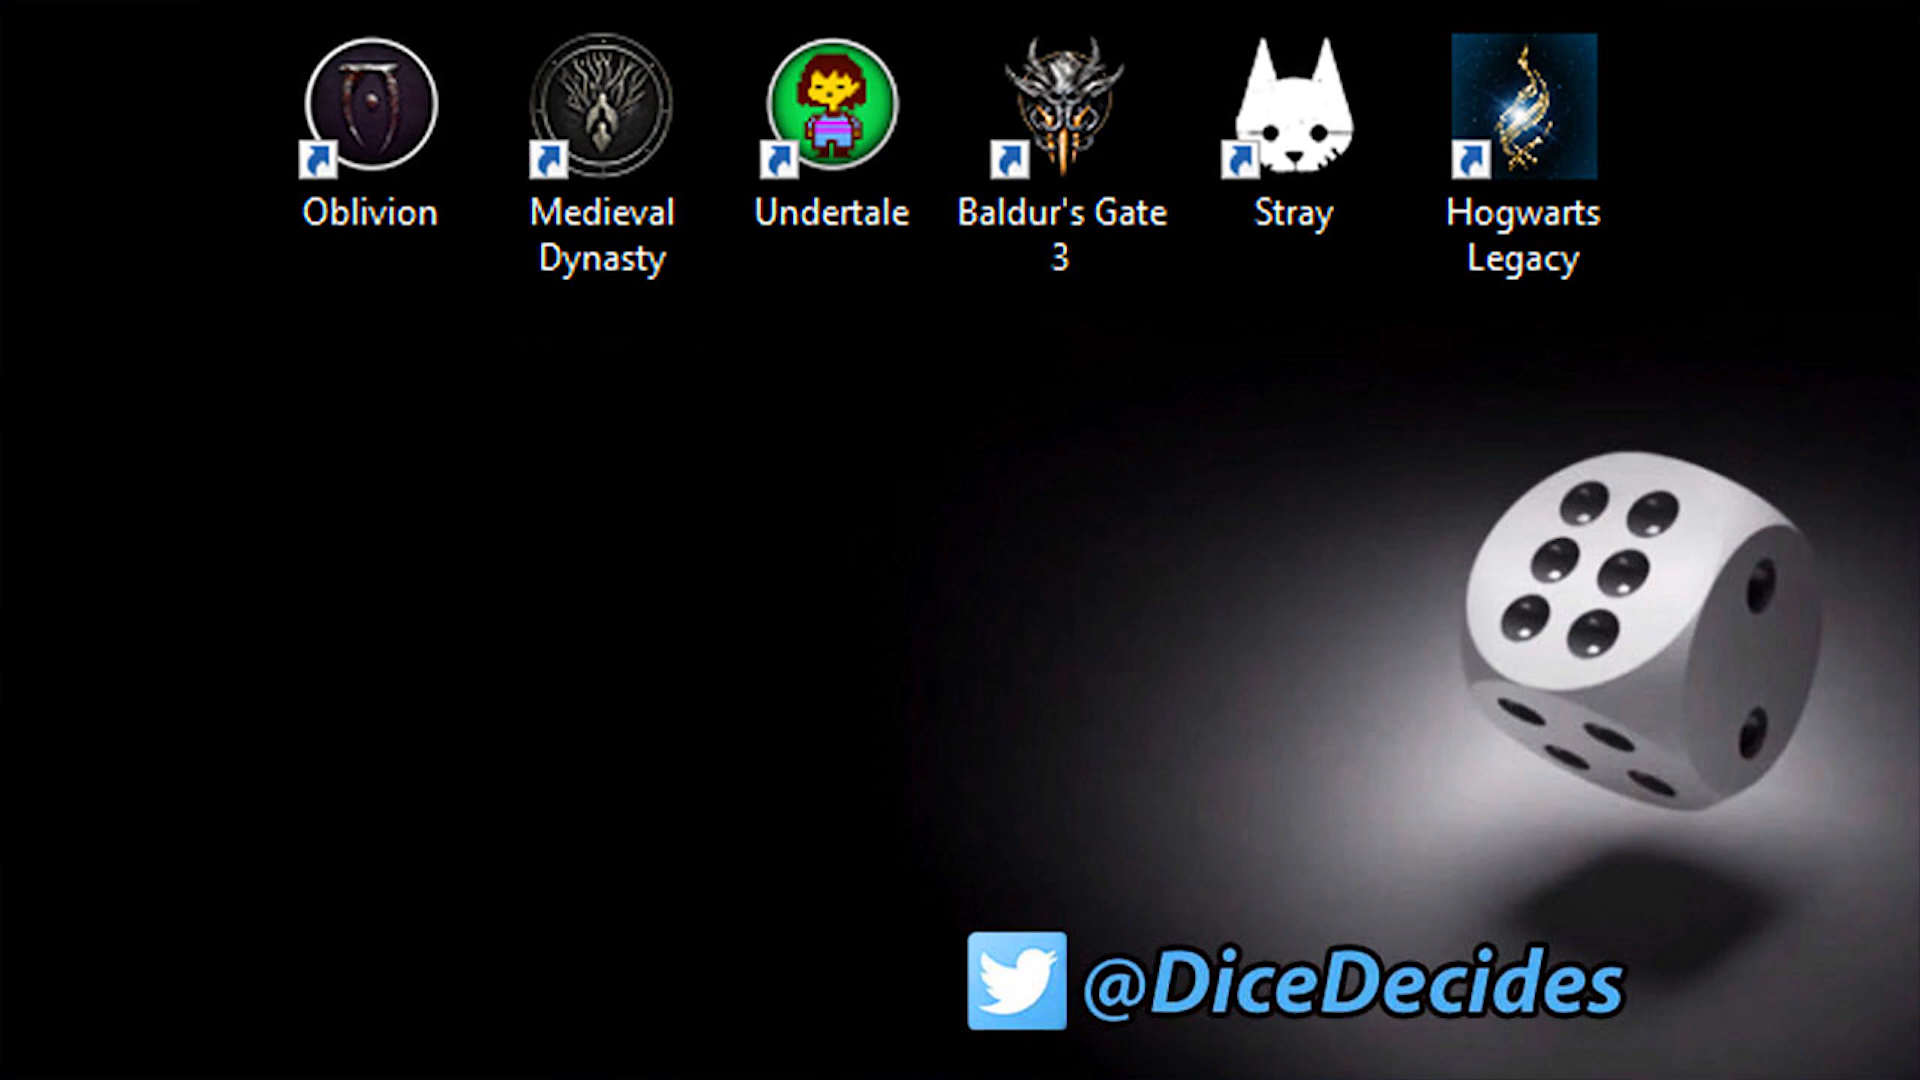 Oblivion
Medieval
Dynasty
Undertale
Baldur's Gate
3
Stray
Hogwarts
Legacy
@DiceDecides